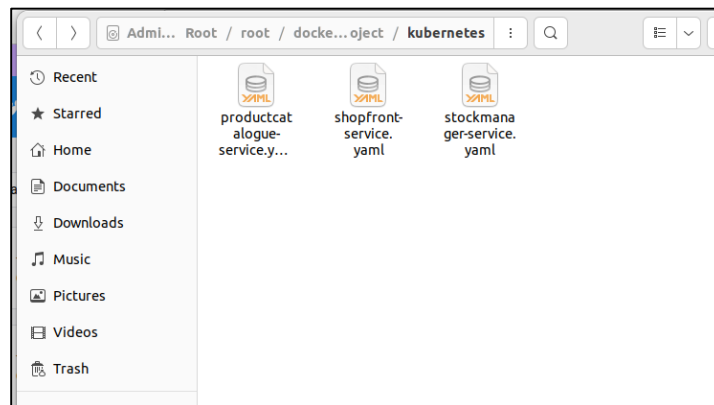 Admi... Root / root / docke...oject / kubernetes
Recent
Starred
Home
Documents
Downloads
Music
Pictures
Videos
Trash
YAML
productcat
alogue-
service.y...
YAML
shopfront-
service.
yaml
YAML
stockmana
ger-service.
yaml